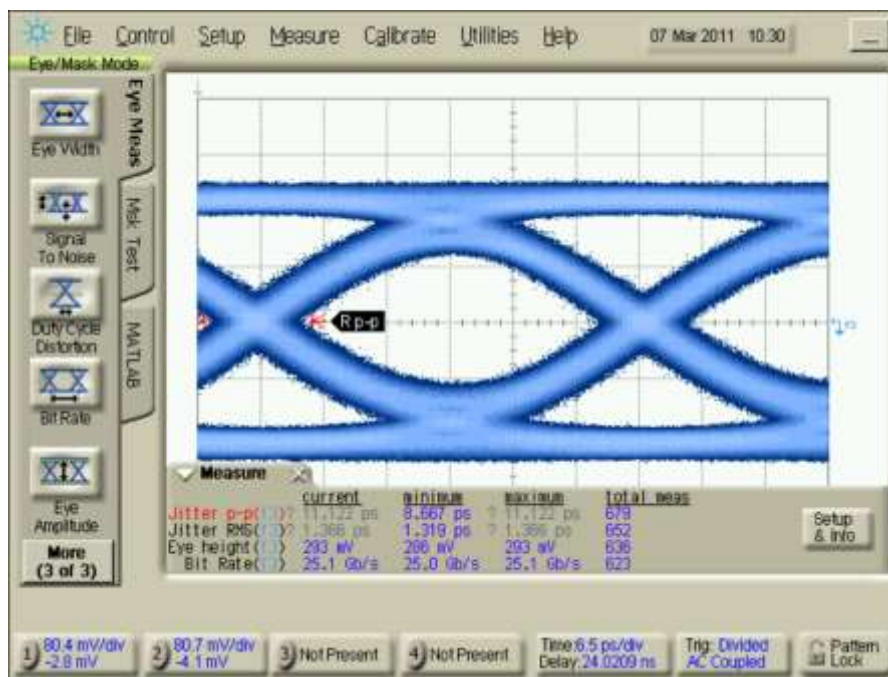 File Control Setup Measure Calibrate Utilities Help 07 Mar 2011 10:30
Eye/Mask Mode
Eye Meas
Msk Test
MATLAB
Eye Width
Signal
To Noise
Duty Cycle
Distortion
Bit Rate
Eye
Amplitude
More
(3 of 3)
R p-p
Measure
current minimum maximum total meas
Jitter p-p( )? 11.122 ps 8.667 ps ? 11.122 ps 679
Jitter RMS( )? 1.366 ps 1.319 ps ? 1.366 ps 652
Eye height( ) 293 mV 286 mV 293 mV 636
Bit Rate( ) 25.1 Gb/s 25.0 Gb/s 25.1 Gb/s 623
Setup
& Info
1) 80.4 mV/div
-2.8 mV
2) 80.7 mV/div
-4.1 mV
3) Not Present
4) Not Present
Time:6.5 ps/div
Delay:24.0209 ns
Trig: Divided
AC Coupled
Pattern
Lock